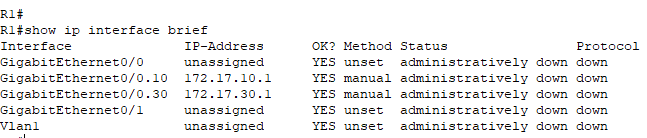 R1#
R1#show ip interface brief
Interface IP-Address OK? Method Status Protocol
GigabitEthernet0/0 unassigned YES unset administratively down down
GigabitEthernet0/0.10 172.17.10.1 YES manual administratively down down
GigabitEthernet0/0.30 172.17.30.1 YES manual administratively down down
GigabitEthernet0/1 unassigned YES unset administratively down down
Vlan1 unassigned YES unset administratively down down